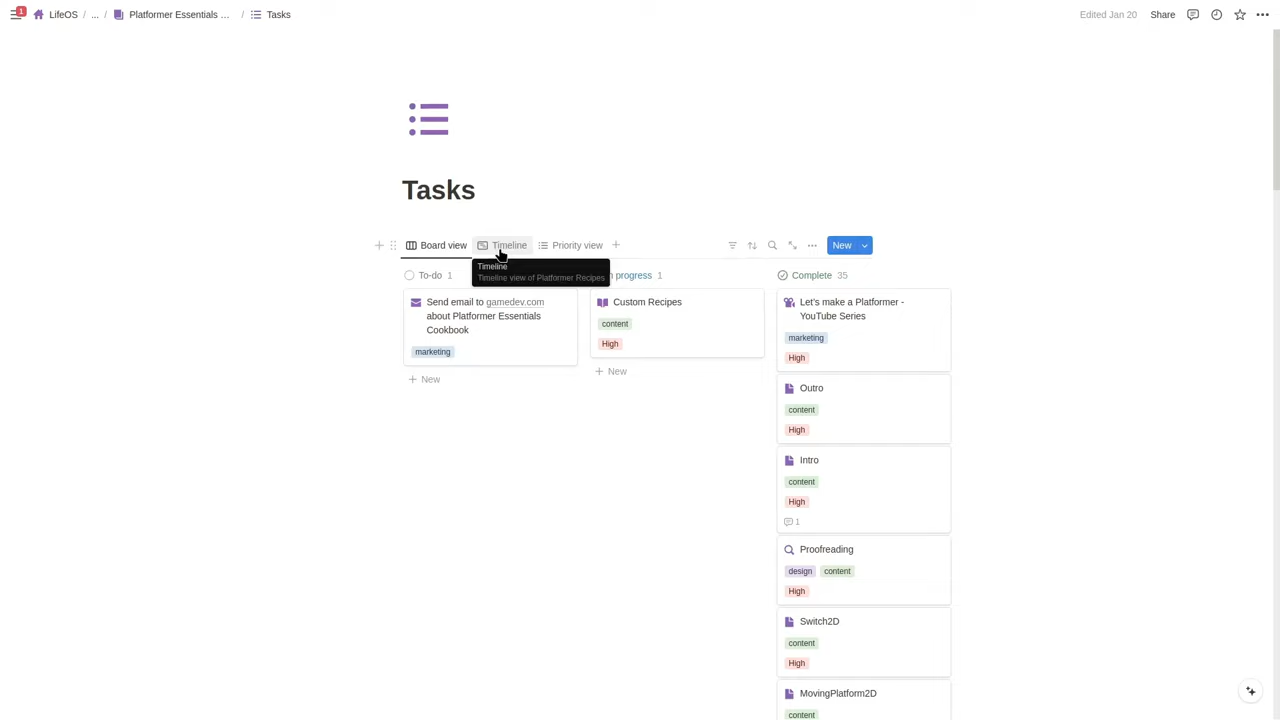 1
LifeOS / ... / Platformer Essentials ... / Tasks
Edited Jan 20 Share
Tasks
Board view Timeline Priority view
New
Timeline
Timeline view of Platformer Recipes
To-do 1
progress 1
Complete 35
Send email to gamedev.com
about Platformer Essentials
Cookbook
marketing
New
Custom Recipes
content
High
New
Let's make a Platformer -
YouTube Series
marketing
High
Outro
content
High
Intro
content
High
1
Proofreading
design content
High
Switch2D
content
High
MovingPlatform2D
content